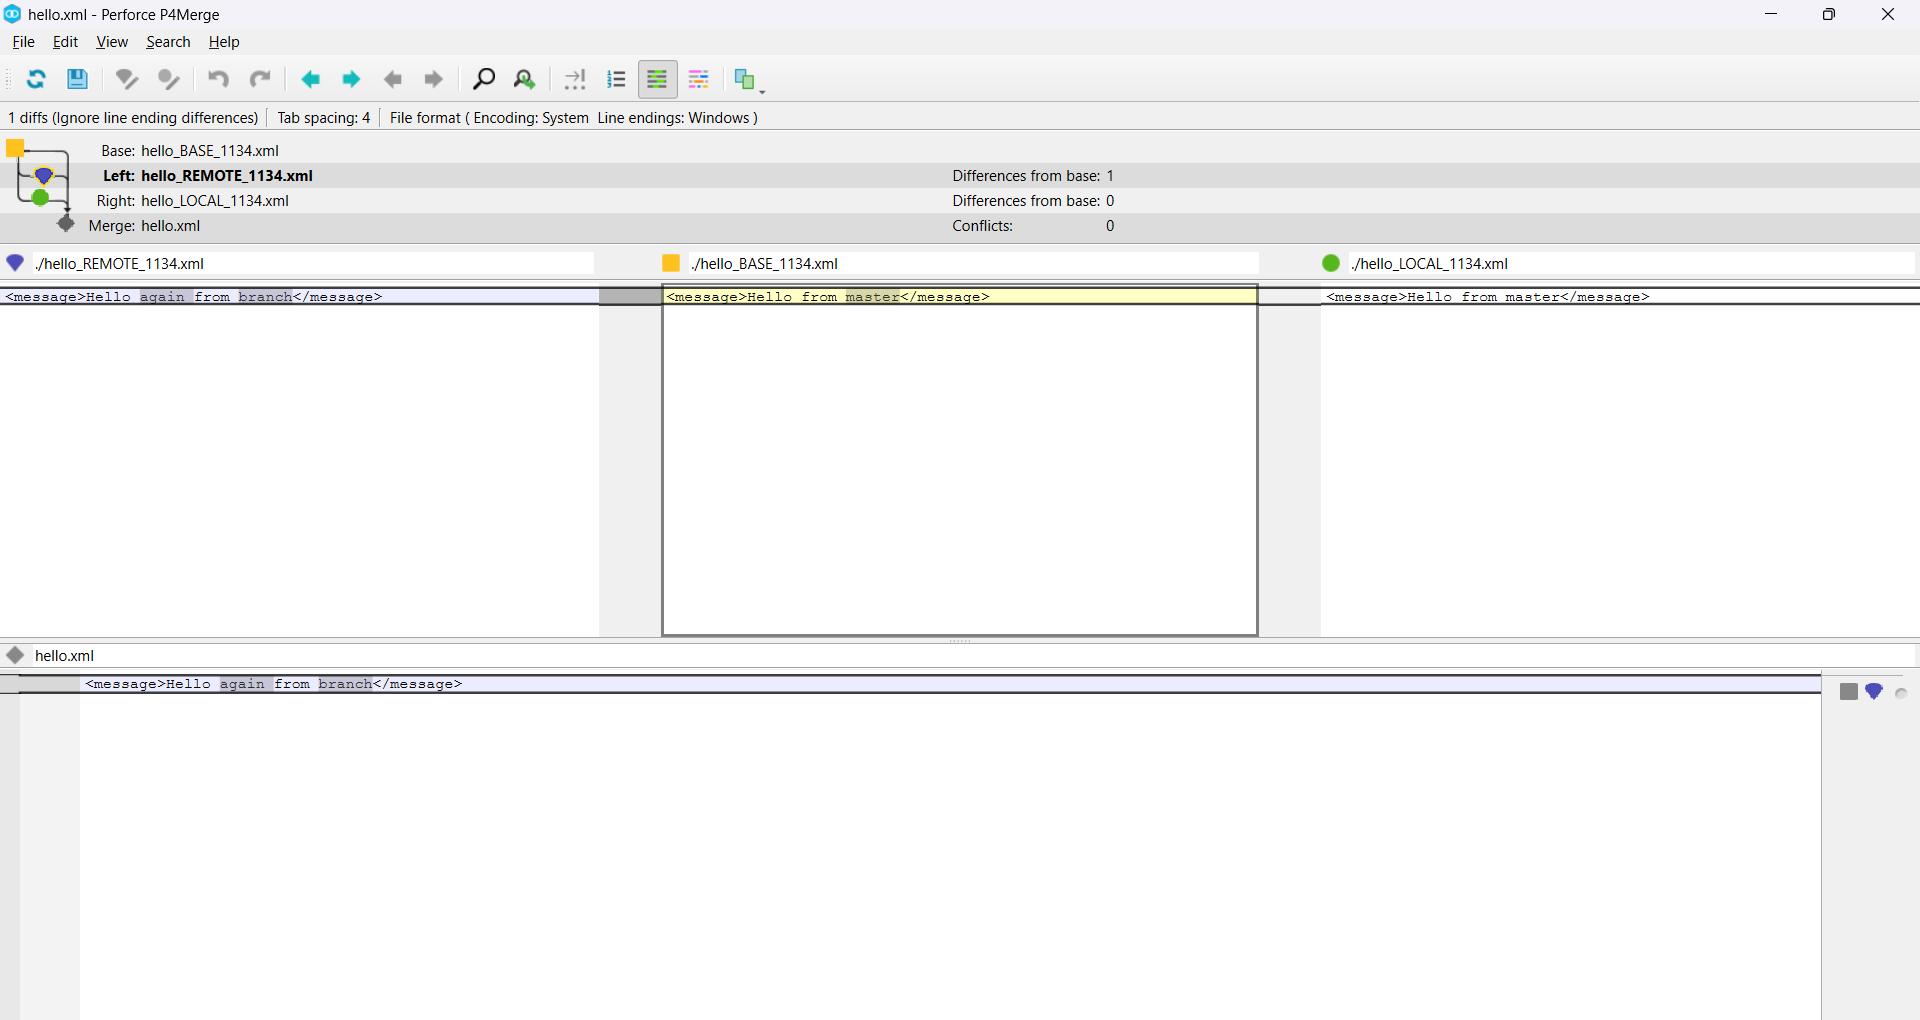 hello.xml - Perforce P4Merge
File Edit View Search Help
1 diffs (Ignore line ending differences) Tab spacing: 4 File format ( Encoding: System Line endings: Windows )
Base: hello_BASE_1134.xml
Left: hello_REMOTE_1134.xml Differences from base: 1
Right: hello_LOCAL_1134.xml Differences from base: 0
Merge: hello.xml Conflicts: 0
./hello_REMOTE_1134.xml ./hello_BASE_1134.xml ./hello_LOCAL_1134.xml
<message>Hello again from branch</message> <message>Hello from master</message> <message>Hello from master</message>
hello.xml
<message>Hello again from branch</message>